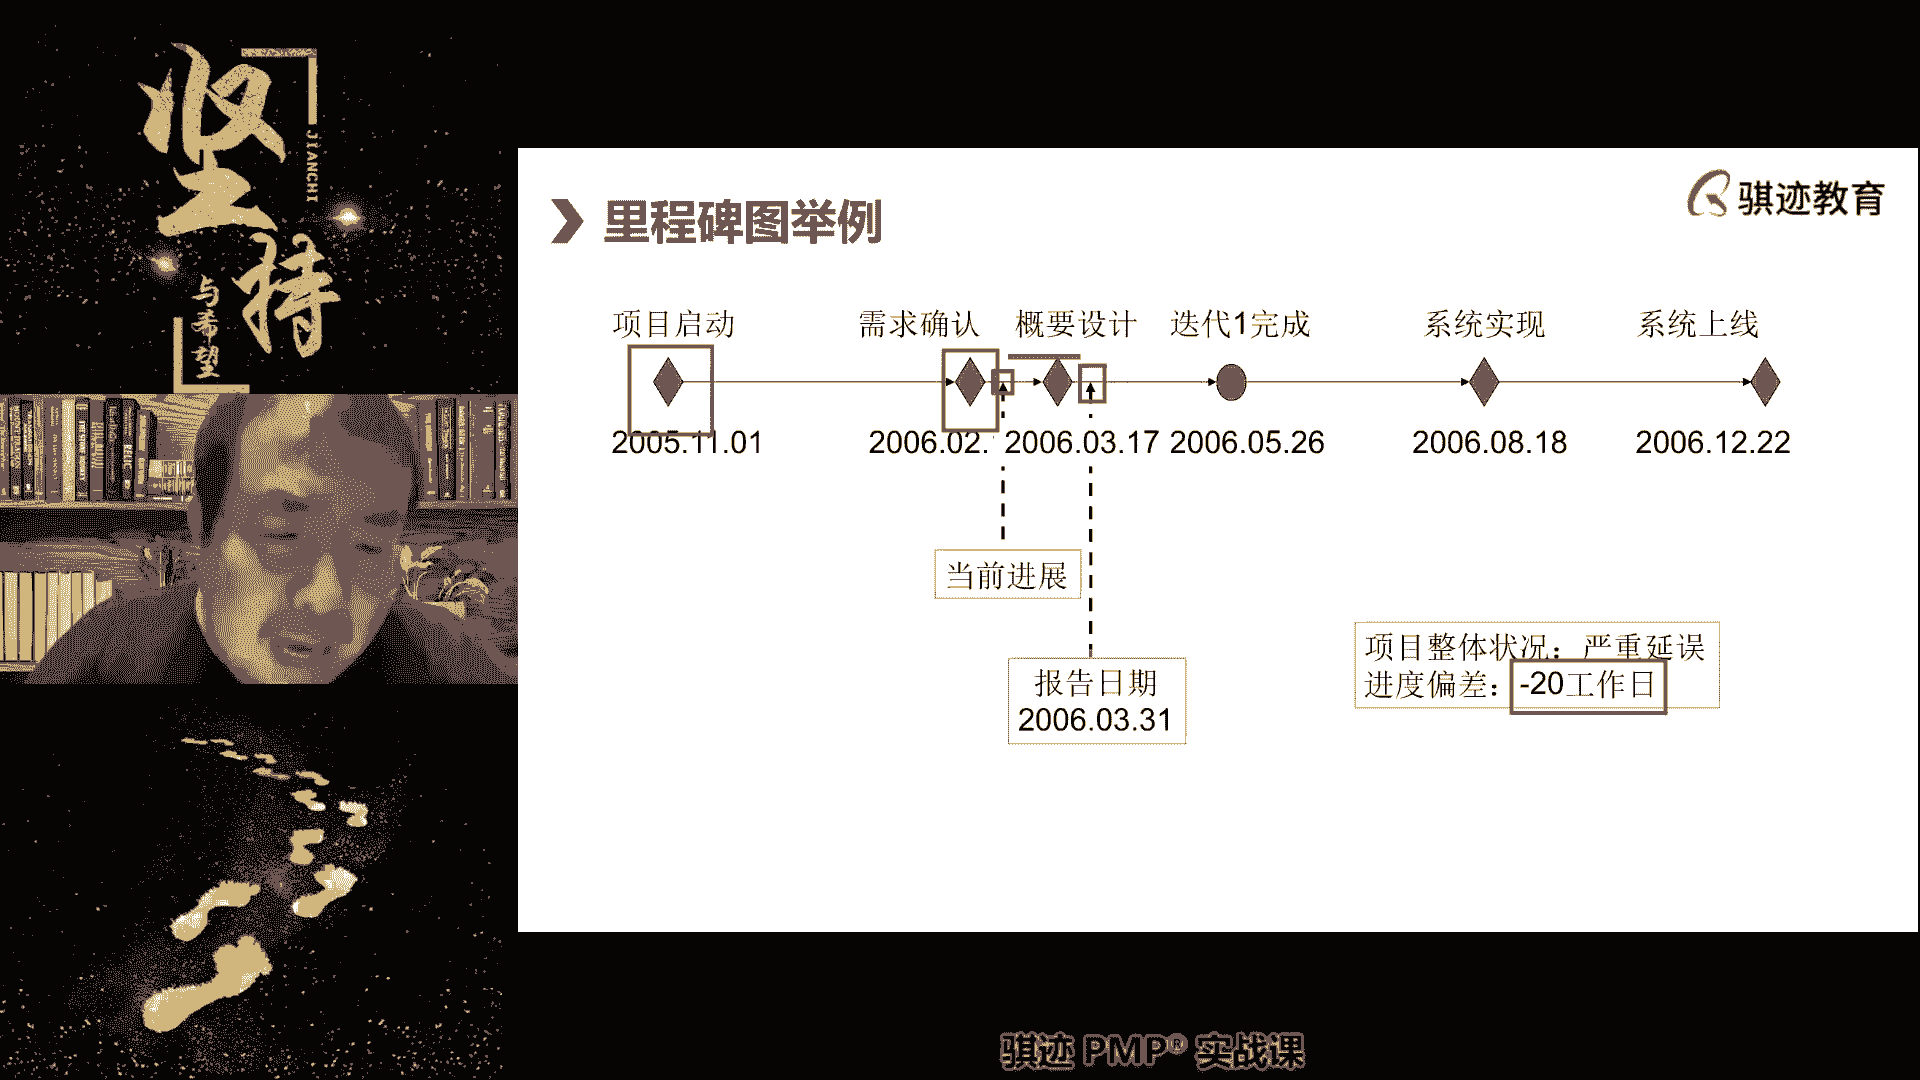 坚持
JIANCHI
与希望
骐迹教育
里程碑图举例
项目启动 需求确认 概要设计 迭代1完成 系统实现 系统上线
2005.11.01 2006.02. 2006.03.17 2006.05.26 2006.08.18 2006.12.22
当前进展
报告日期
2006.03.31
项目整体状况：严重延误
进度偏差：-20工作日
骐迹 PMP® 实战课